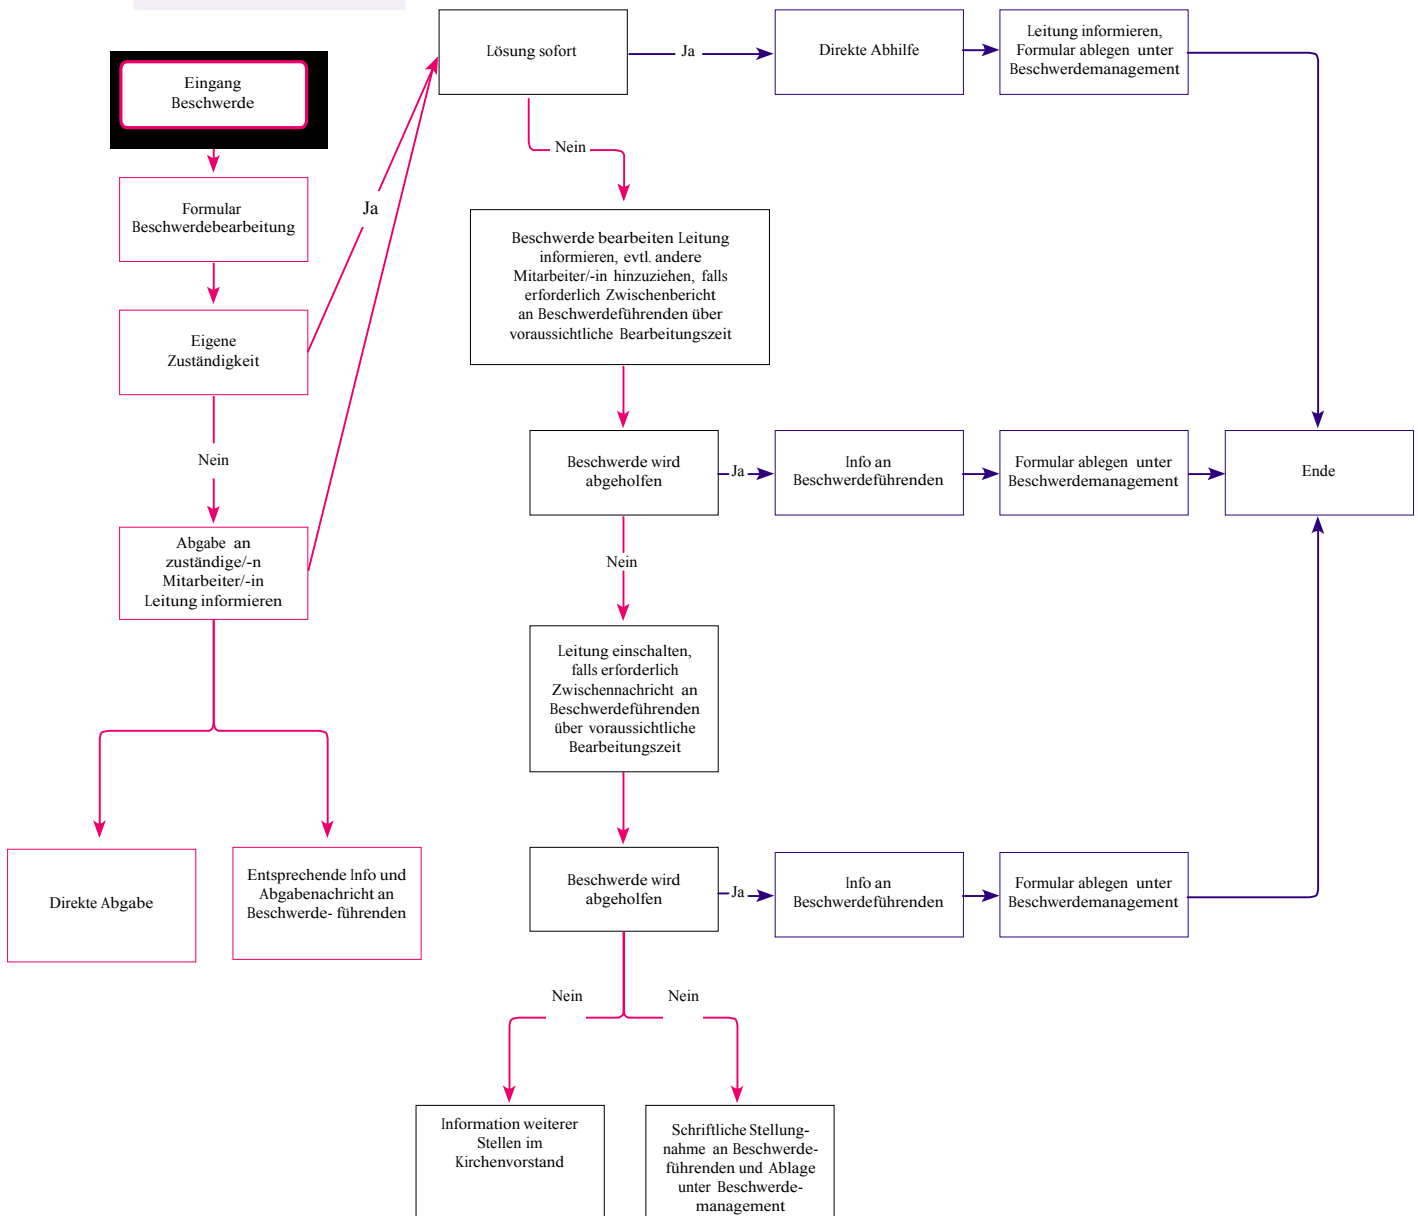 Eingang
Beschwerde
Formular
Beschwerdebearbeitung
Eigene
Zuständigkeit
Ja
Nein
Abgabe an
zuständige/-n
Mitarbeiter/-in
Leitung informieren
Direkte Abgabe
Entsprechende Info und
Abgabenachricht an
Beschwerde- führenden
Lösung sofort
Ja
Direkte Abhilfe
Leitung informieren,
Formular ablegen unter
Beschwerdemanagement
Nein
Beschwerde bearbeiten Leitung
informieren, evtl. andere
Mitarbeiter/-in hinzuziehen, falls
erforderlich Zwischenbericht
an Beschwerdeführenden über
voraussichtliche Bearbeitungszeit
Beschwerde wird
abgeholfen
Ja
Info an
Beschwerdeführenden
Formular ablegen unter
Beschwerdemanagement
Ende
Nein
Leitung einschalten,
falls erforderlich
Zwischennachricht an
Beschwerdeführenden
über voraussichtliche
Bearbeitungszeit
Beschwerde wird
abgeholfen
Ja
Info an
Beschwerdeführenden
Formular ablegen unter
Beschwerdemanagement
Nein
Nein
Information weiterer
Stellen im
Kirchenvorstand
Schriftliche Stellung-
nahme an Beschwerde-
führenden und Ablage
unter Beschwerde-
management